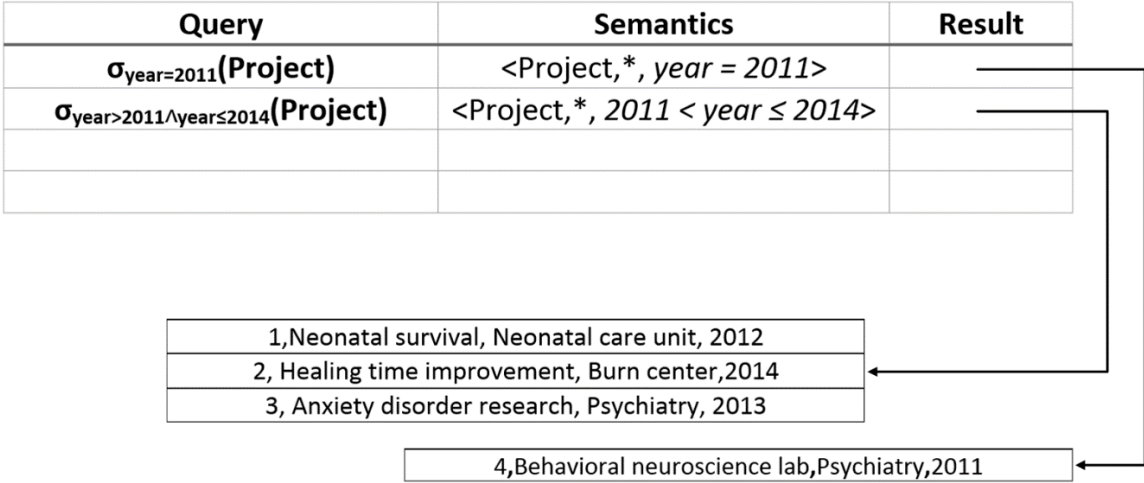 Query Semantics Result
σyear=2011(Project) <Project,*, year = 2011>
σyear>2011∧year≤2014(Project) <Project,*, 2011 < year ≤ 2014>
1,Neonatal survival, Neonatal care unit, 2012
2, Healing time improvement, Burn center,2014
3, Anxiety disorder research, Psychiatry, 2013
4,Behavioral neuroscience lab,Psychiatry,2011